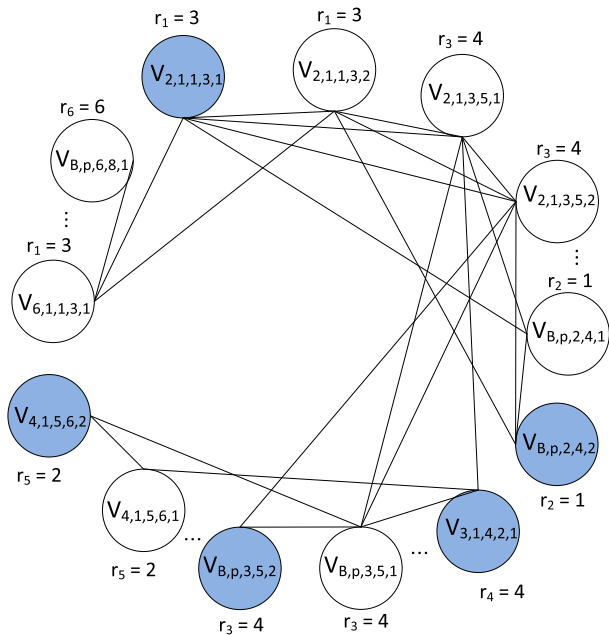 r1 = 3
V2,1,1,3,1
r1 = 3
V2,1,1,3,2
r3 = 4
V2,1,3,5,1
r3 = 4
V2,1,3,5,2
⋮
r2 = 1
VB,p,2,4,1
VB,p,2,4,2
r2 = 1
V3,1,4,2,1
r4 = 4
...
VB,p,3,5,1
r3 = 4
VB,p,3,5,2
r3 = 4
...
V4,1,5,6,1
r5 = 2
V4,1,5,6,2
r5 = 2
r1 = 3
V6,1,1,3,1
⋮
r6 = 6
VB,p,6,8,1